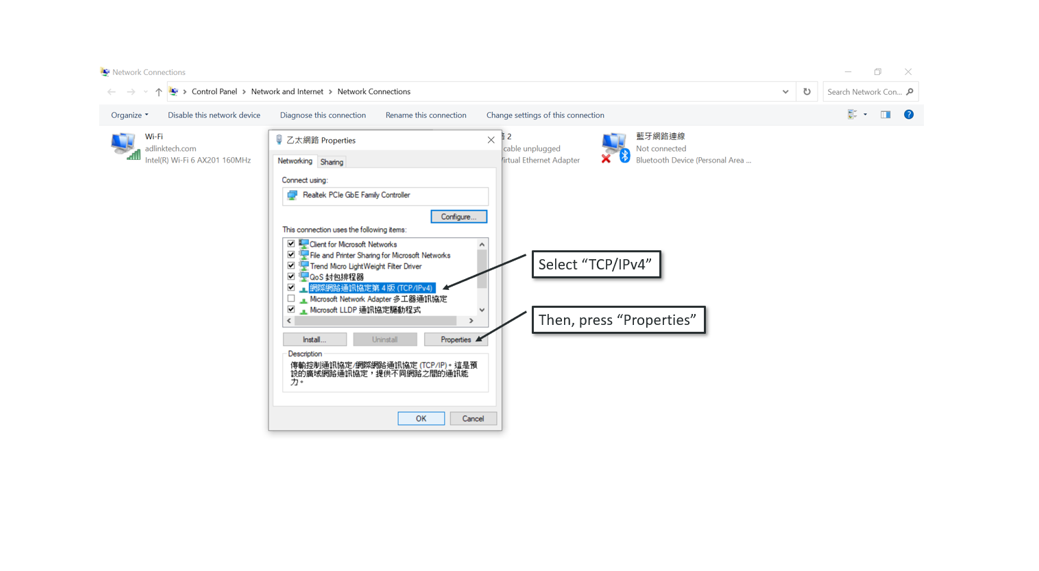 Network Connections
Control Panel > Network and Internet > Network Connections
Search Network Con...
Organize
Disable this network device
Diagnose this connection
Rename this connection
Change settings of this connection
Wi-Fi
adlinktech.com
Intel(R) Wi-Fi 6 AX201 160MHz
乙太網路 Properties
Networking
Sharing
Connect using:
Realtek PCIe GbE Family Controller
Configure...
This connection uses the following items:
Client for Microsoft Networks
File and Printer Sharing for Microsoft Networks
Trend Micro LightWeight Filter Driver
QoS 封包排程器
網際網路通訊協定第 4 版 (TCP/IPv4)
Microsoft Network Adapter 多工器通訊協定
Microsoft LLDP 通訊協定驅動程式
Install...
Uninstall
Properties
Description
傳輸控制通訊協定/網際網路通訊協定 (TCP/IP)。這是預
設的廣域網路通訊協定，提供不同網路之間的通訊能
力。
OK
Cancel
2
cable unplugged
Virtual Ethernet Adapter
藍牙網路連線
Not connected
Bluetooth Device (Personal Area ...
Select “TCP/IPv4”
Then, press “Properties”